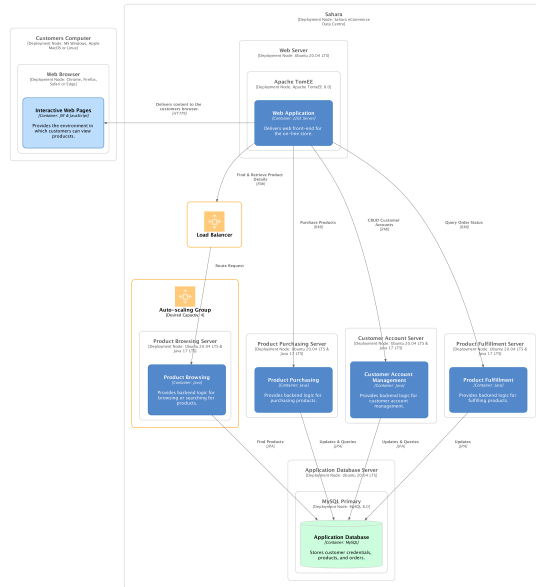 Sahara
[Deployment Node: Sahara eCommerce
Data Centre]
Customers Computer
[Deployment Node: MS Windows, Apple
MacOS or Linux]
Web Server
[Deployment Node: Ubuntu 20.04 LTS]
Web Browser
[Deployment Node: Chrome, Firefox,
Safari or Edge]
Apache TomEE
[Deployment Node: Apache TomEE 8.0]
Interactive Web Pages
Provides the environment in
which customers can view
products.
Delivers content to the
customers browser.
[HTTPS]
Web Application
Delivers web front-end for
the on-line store.
Find & Retrieve Product
Details
[RMI]
Purchase Products
[RMI]
CRUD Customer
Accounts
[RMI]
Query Order Status
[RMI]
Load Balancer
Route Request
Auto-scaling Group
[Desired Capacity: 4]
Product Browsing Server
[Deployment Node: Ubuntu 20.04 LTS &
Java 17 LTS]
Product Browsing
[Container: Java]
Provides backend logic for
browsing or searching for
products.
Product Purchasing Server
[Deployment Node: Ubuntu 20.04 LTS &
Java 17 LTS]
Product Purchasing
[Container: Java]
Provides backend logic for
purchasing products.
Customer Account Server
[Deployment Node: Ubuntu 20.04 LTS &
Java 17 LTS]
Customer Account
Management
[Container: Java]
Provides backend logic for
customer account
management.
Product Fulfillment Server
[Deployment Node: Ubuntu 20.04 LTS &
Java 17 LTS]
Product Fulfillment
[Container: Java]
Provides backend logic for
fulfilling products.
Find Products
[JPA]
Updates & Queries
[JPA]
Updates & Queries
[JPA]
Updates
[JPA]
Application Database Server
[Deployment Node: Ubuntu 20.04 LTS]
MySQL Primary
[Deployment Node: MySQL 8.0]
Application Database
[Container: MySQL]
Stores customer credentials,
products, and orders.